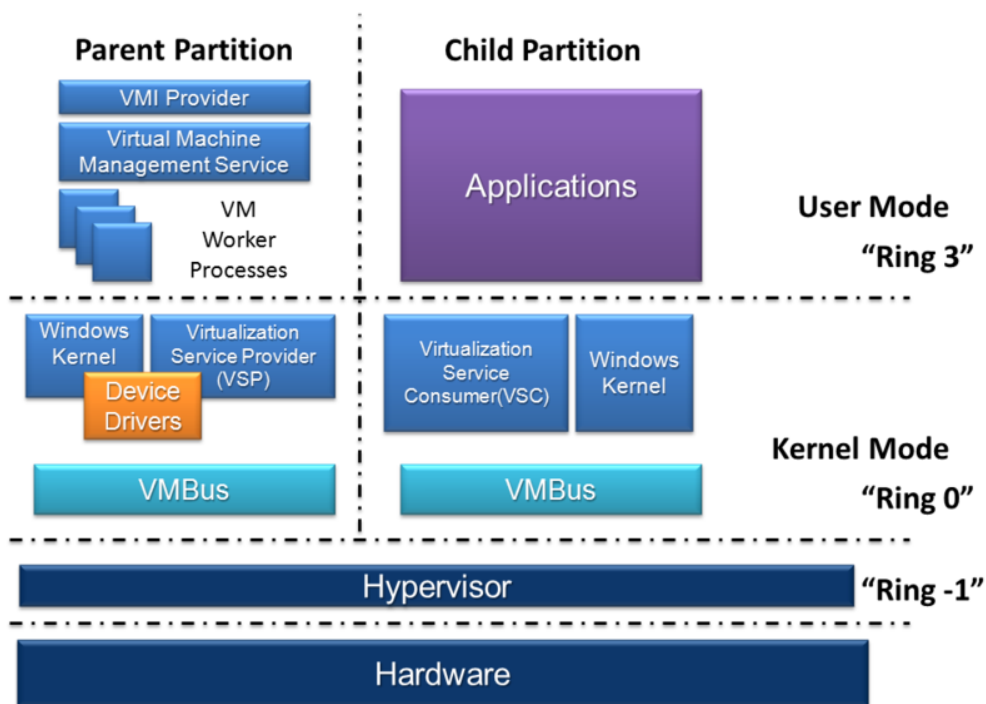 Parent Partition
Child Partition
VMI Provider
Virtual Machine
Management Service
VM
Worker
Processes
Applications
User Mode
“Ring 3”
Windows
Kernel
Virtualization
Service Provider
(VSP)
Device
Drivers
VMBus
Virtualization
Service
Consumer(VSC)
Windows
Kernel
VMBus
Kernel Mode
“Ring 0”
Hypervisor
“Ring -1”
Hardware